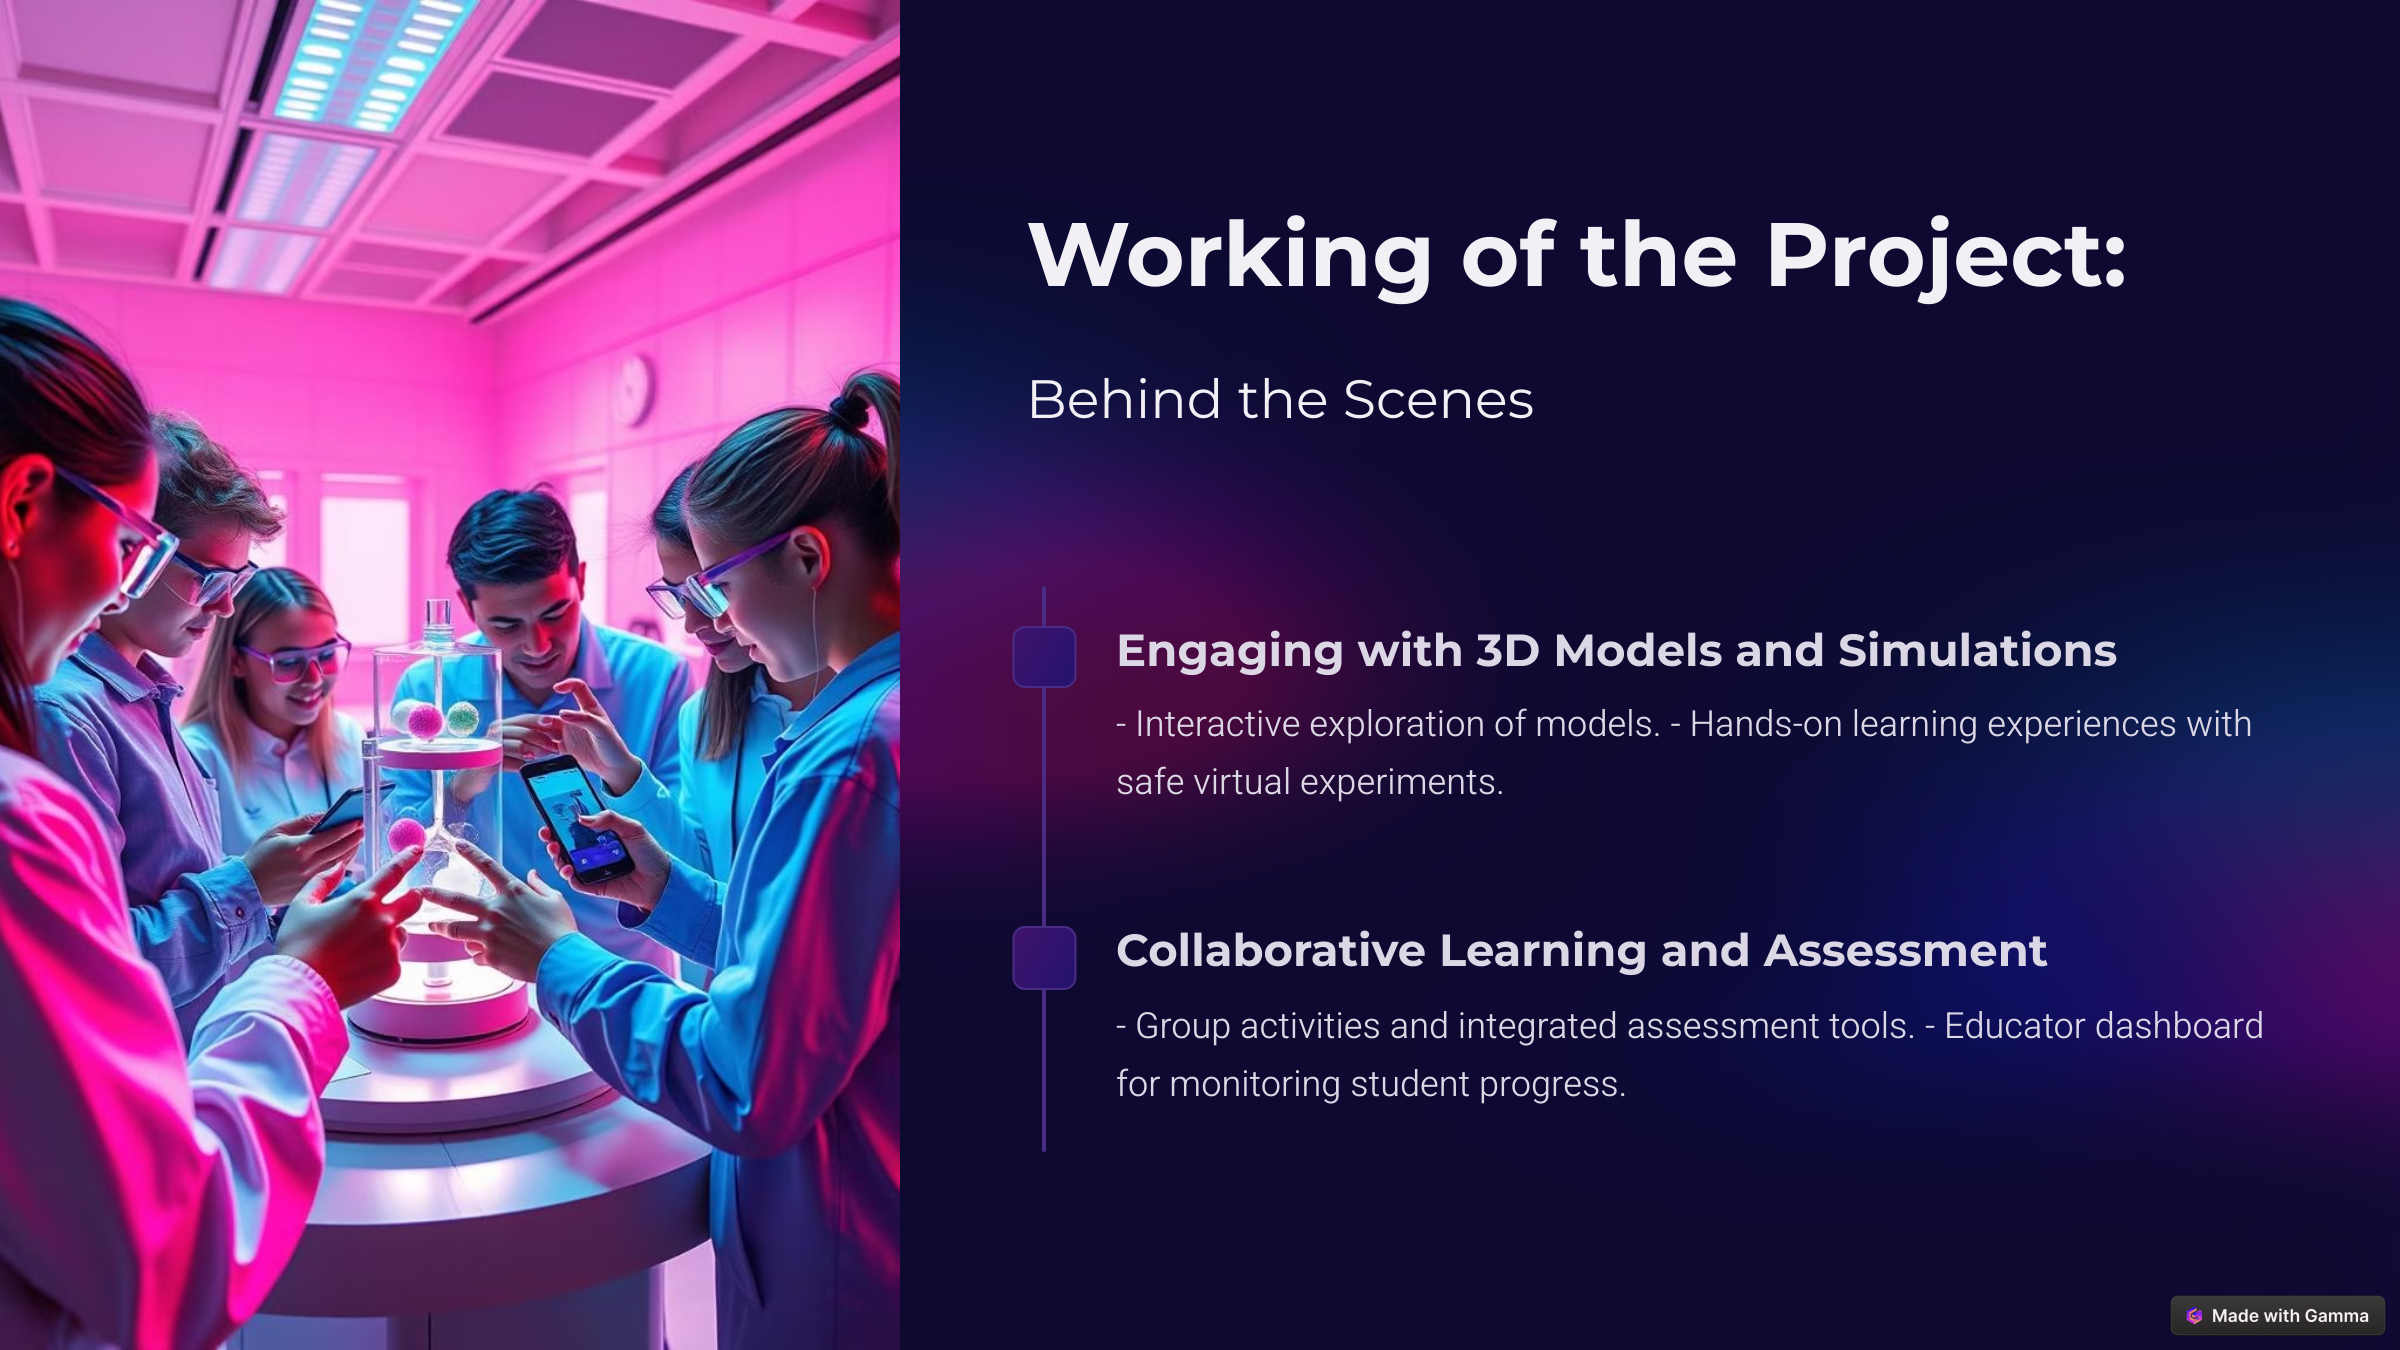 Working of the Project:
Behind the Scenes
Engaging with 3D Models and Simulations
- Interactive exploration of models. - Hands-on learning experiences with
safe virtual experiments.
Collaborative Learning and Assessment
- Group activities and integrated assessment tools. - Educator dashboard
for monitoring student progress.
Made with Gamma